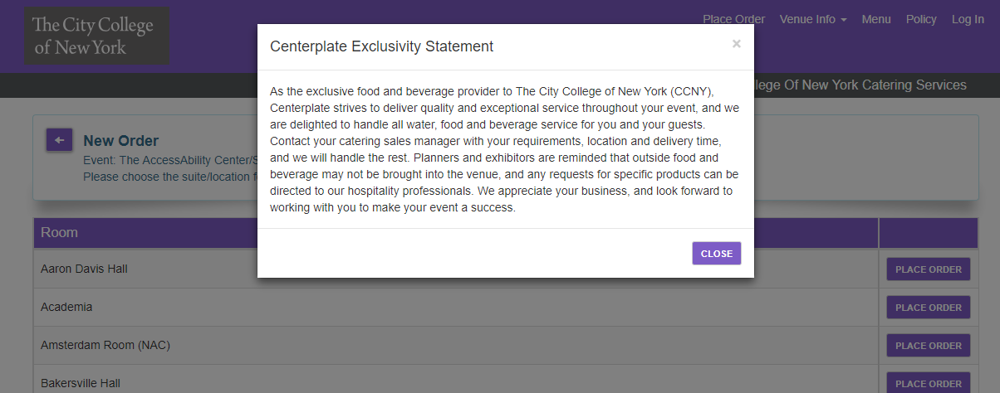 The City College
of New York
Place Order Venue Info Menu Policy Log In
Centerplate Exclusivity Statement ×
As the exclusive food and beverage provider to The City College of New York (CCNY),
Centerplate strives to deliver quality and exceptional service throughout your event, and we
are delighted to handle all water, food and beverage service for you and your guests.
Contact your catering sales manager with your requirements, location and delivery time,
and we will handle the rest. Planners and exhibitors are reminded that outside food and
beverage may not be brought into the venue, and any requests for specific products can be
directed to our hospitality professionals. We appreciate your business, and look forward to
working with you to make your event a success.
CLOSE
Of New York Catering Services
New Order
Event: The AccessAbility Center/
Please choose the suite/location
Room
Aaron Davis Hall PLACE ORDER
Academia PLACE ORDER
Amsterdam Room (NAC) PLACE ORDER
Bakersville Hall PLACE ORDER